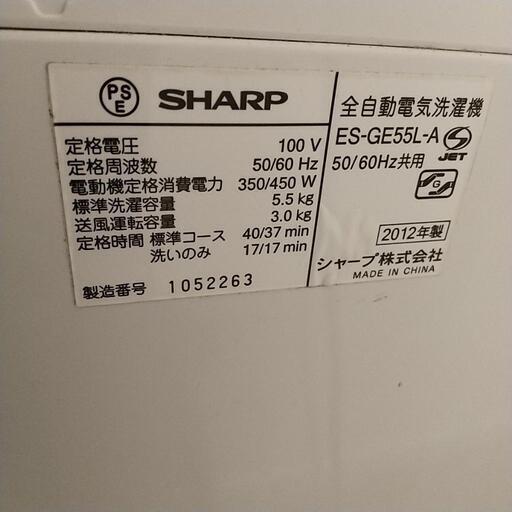 PS
E
SHARP
定格電圧 100 V
定格周波数 50/60 Hz
電動機定格消費電力 350/450 W
標準洗濯容量 5.5 kg
送風運転容量 3.0 kg
定格時間 標準コース 40/37 min
洗いのみ 17/17 min
製造番号 1052263
全自動電気洗濯機
ES-GE55L-A
50/60Hz共用
S
JET
G
2012年製
シャープ株式会社
MADE IN CHINA